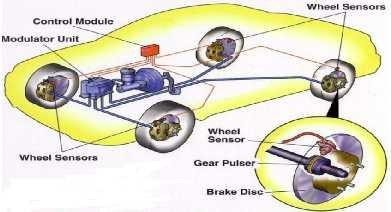 Wheel Sensors
Control Module
Modulator Unit
Wheel
Sensor
Gear Pulser
Wheel Sensors
Brake Disc